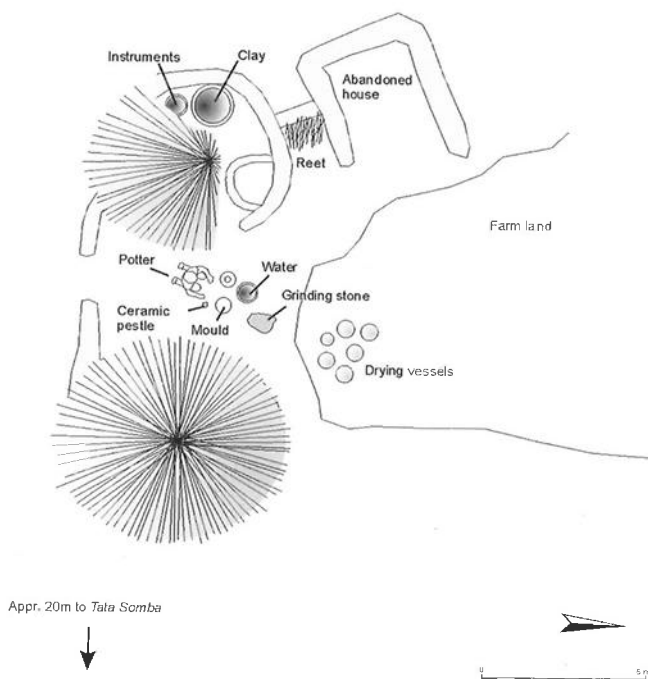 Instruments
Clay
Abandoned
house
Reet
Farm land
Potter
Water
Grinding stone
Ceramic
pestle
Mould
Drying vessels
Appr. 20m to Tata Somba
0
5 m